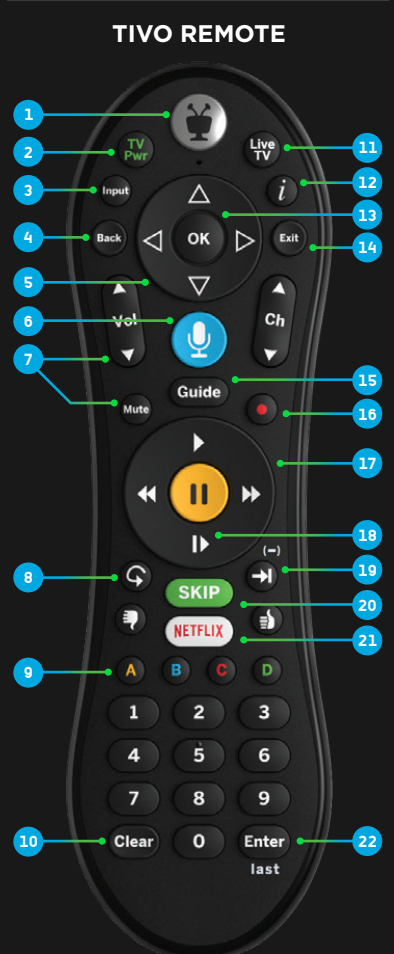 TIVO REMOTE
1
2
TV
Pwr
Live
TV
11
3
Input
i
12
13
4
Back
OK
Exit
14
5
6
Vol
Ch
7
Guide
15
Mute
16
17
18
(–)
19
8
SKIP
20
NETFLIX
21
9
A B C D
1 2 3
4 5 6
7 8 9
10
Clear 0 Enter
22
last